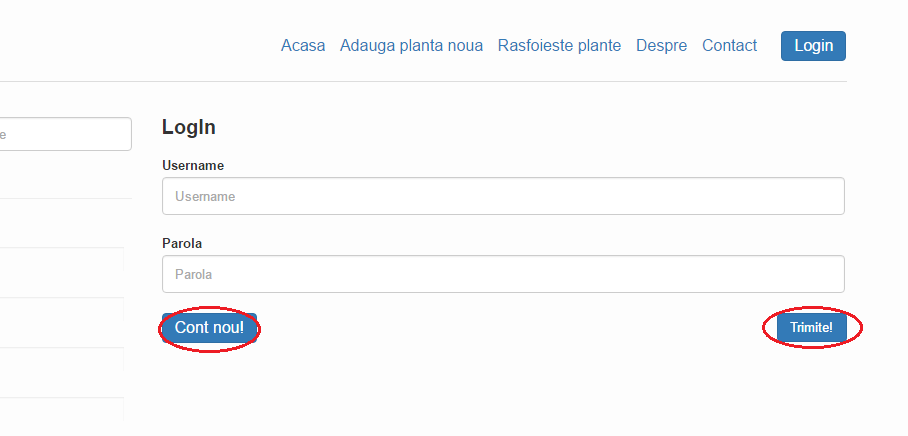 Acasa Adauga planta noua Rasfoieste plante Despre Contact Login
e
LogIn
Username
Username
Parola
Parola
Cont nou! Trimite!